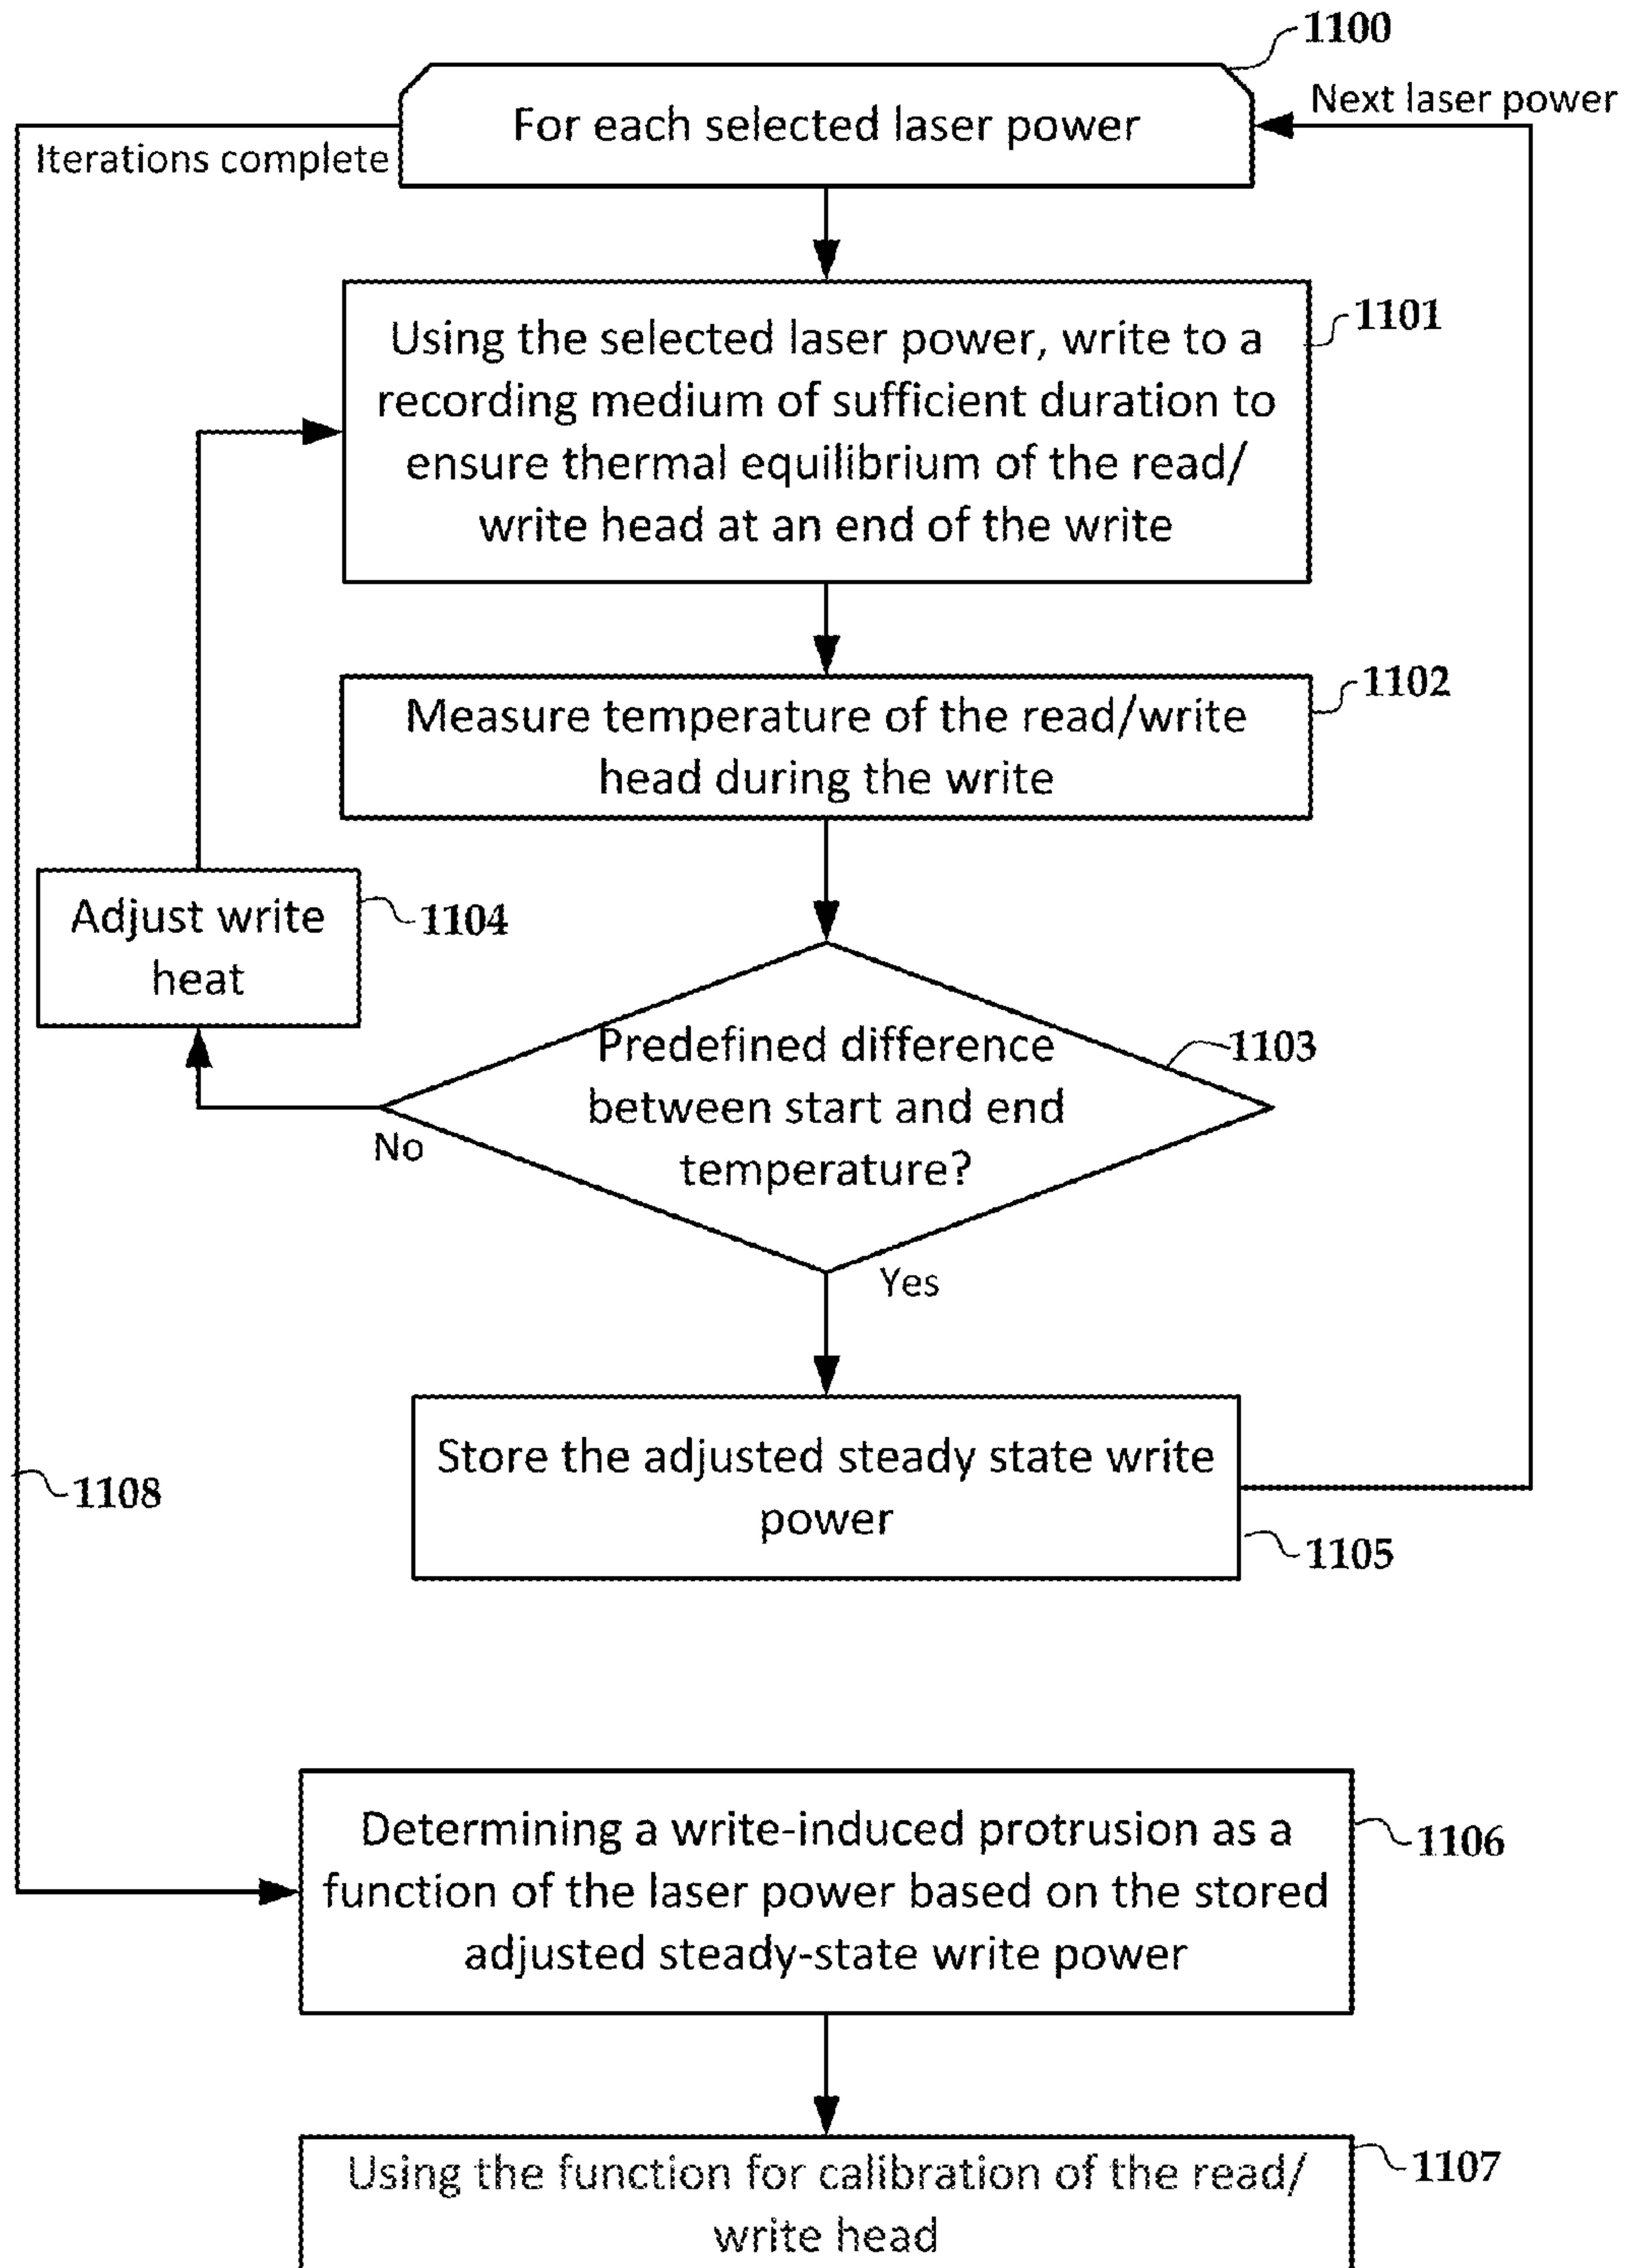 1100
For each selected laser power
Next laser power
Iterations complete
Using the selected laser power, write to a
recording medium of sufficient duration to
ensure thermal equilibrium of the read/
write head at an end of the write
1101
Measure temperature of the read/write
head during the write
1102
Adjust write
heat
1104
Predefined difference
between start and end
temperature?
1103
No
Yes
Store the adjusted steady state write
power
1105
1108
Determining a write-induced protrusion as a
function of the laser power based on the stored
adjusted steady-state write power
1106
Using the function for calibration of the read/
write head
1107